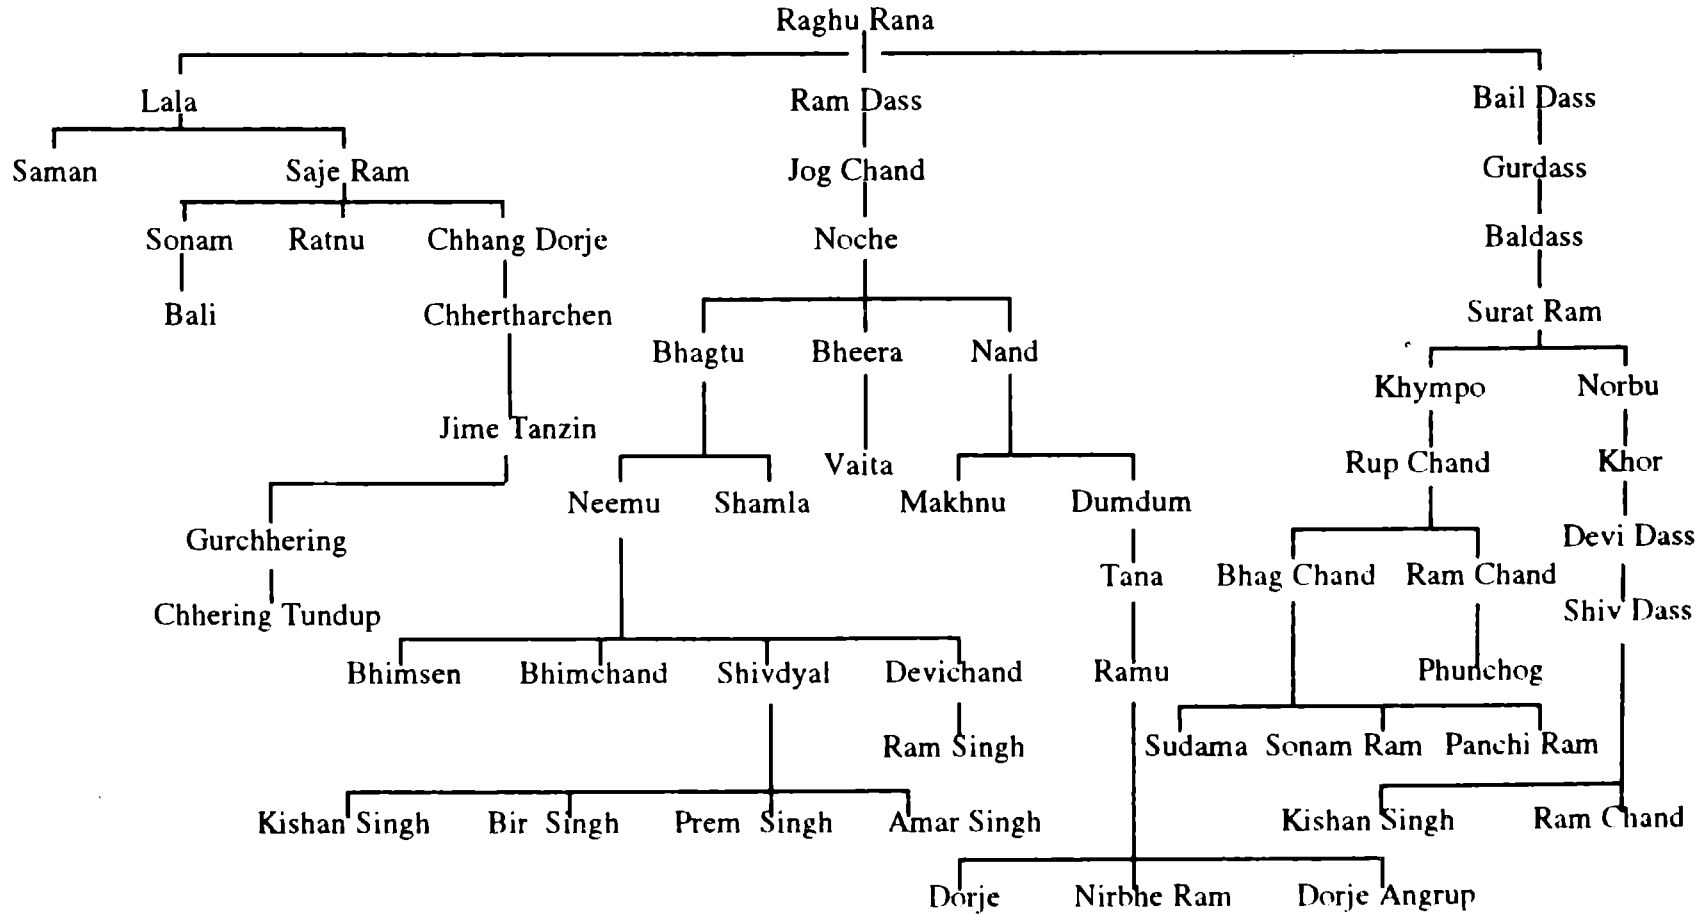 Raghu Rana
Lala Ram Dass Bail Dass
Saman Saje Ram Jog Chand Gurdass
Sonam Ratnu Chhang Dorje Noche Baldass
Bali Chhertharchen Surat Ram
Bhagtu Bheera Nand
Khympo Norbu
Jime Tanzin
Vaita Rup Chand Khor
Neemu Shamla Makhnu Dumdum
Gurchhering Devi Dass
Tana Bhag Chand Ram Chand
Chhering Tundup Shiv Dass
Bhimsen Bhimchand Shivdyal Devichand Ramu Phunchog
Ram Singh Sudama Sonam Ram Panchi Ram
Kishan Singh Bir Singh Prem Singh Amar Singh Kishan Singh Ram Chand
Dorje Nirbhe Ram Dorje Angrup